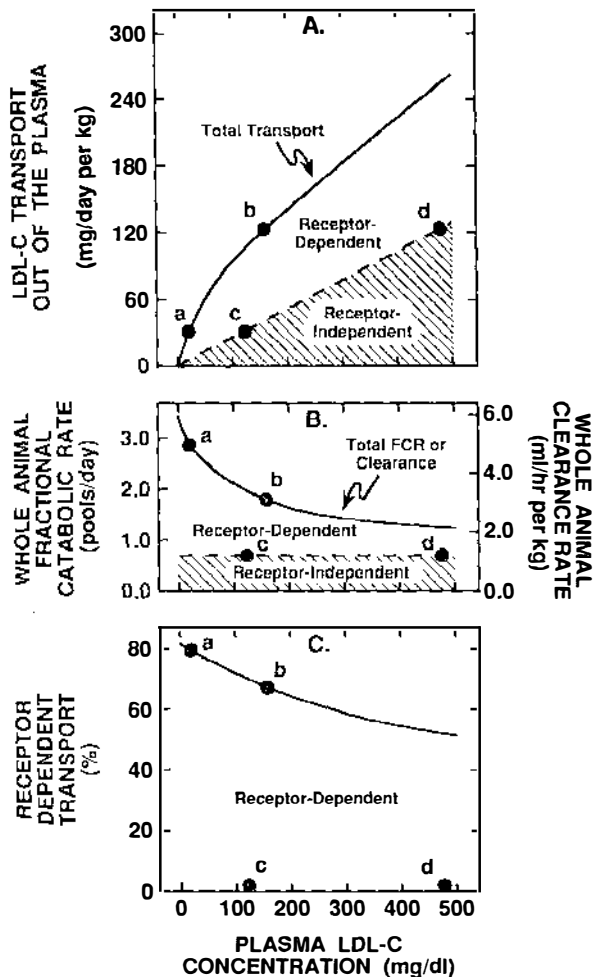 A.
LDL-C TRANSPORT
OUT OF THE PLASMA
(mg/day per kg)
300
240
180
120
60
0
Total Transport
b
d
Receptor-
Dependent
a
c
Receptor-
Independent
B.
WHOLE ANIMAL
FRACTIONAL
CATABOLIC RATE
(pools/day)
3.0
2.0
1.0
0.0
a
Total FCR or
Clearance
b
Receptor-Dependent
c
d
Receptor-Independent
6.0
4.0
2.0
0.0
WHOLE ANIMAL
CLEARANCE RATE
(ml/hr per kg)
C.
RECEPTOR
DEPENDENT
TRANSPORT
(%)
80
60
40
20
0
a
b
Receptor-Dependent
c
d
0 100 200 300 400 500
PLASMA LDL-C
CONCENTRATION (mg/dl)